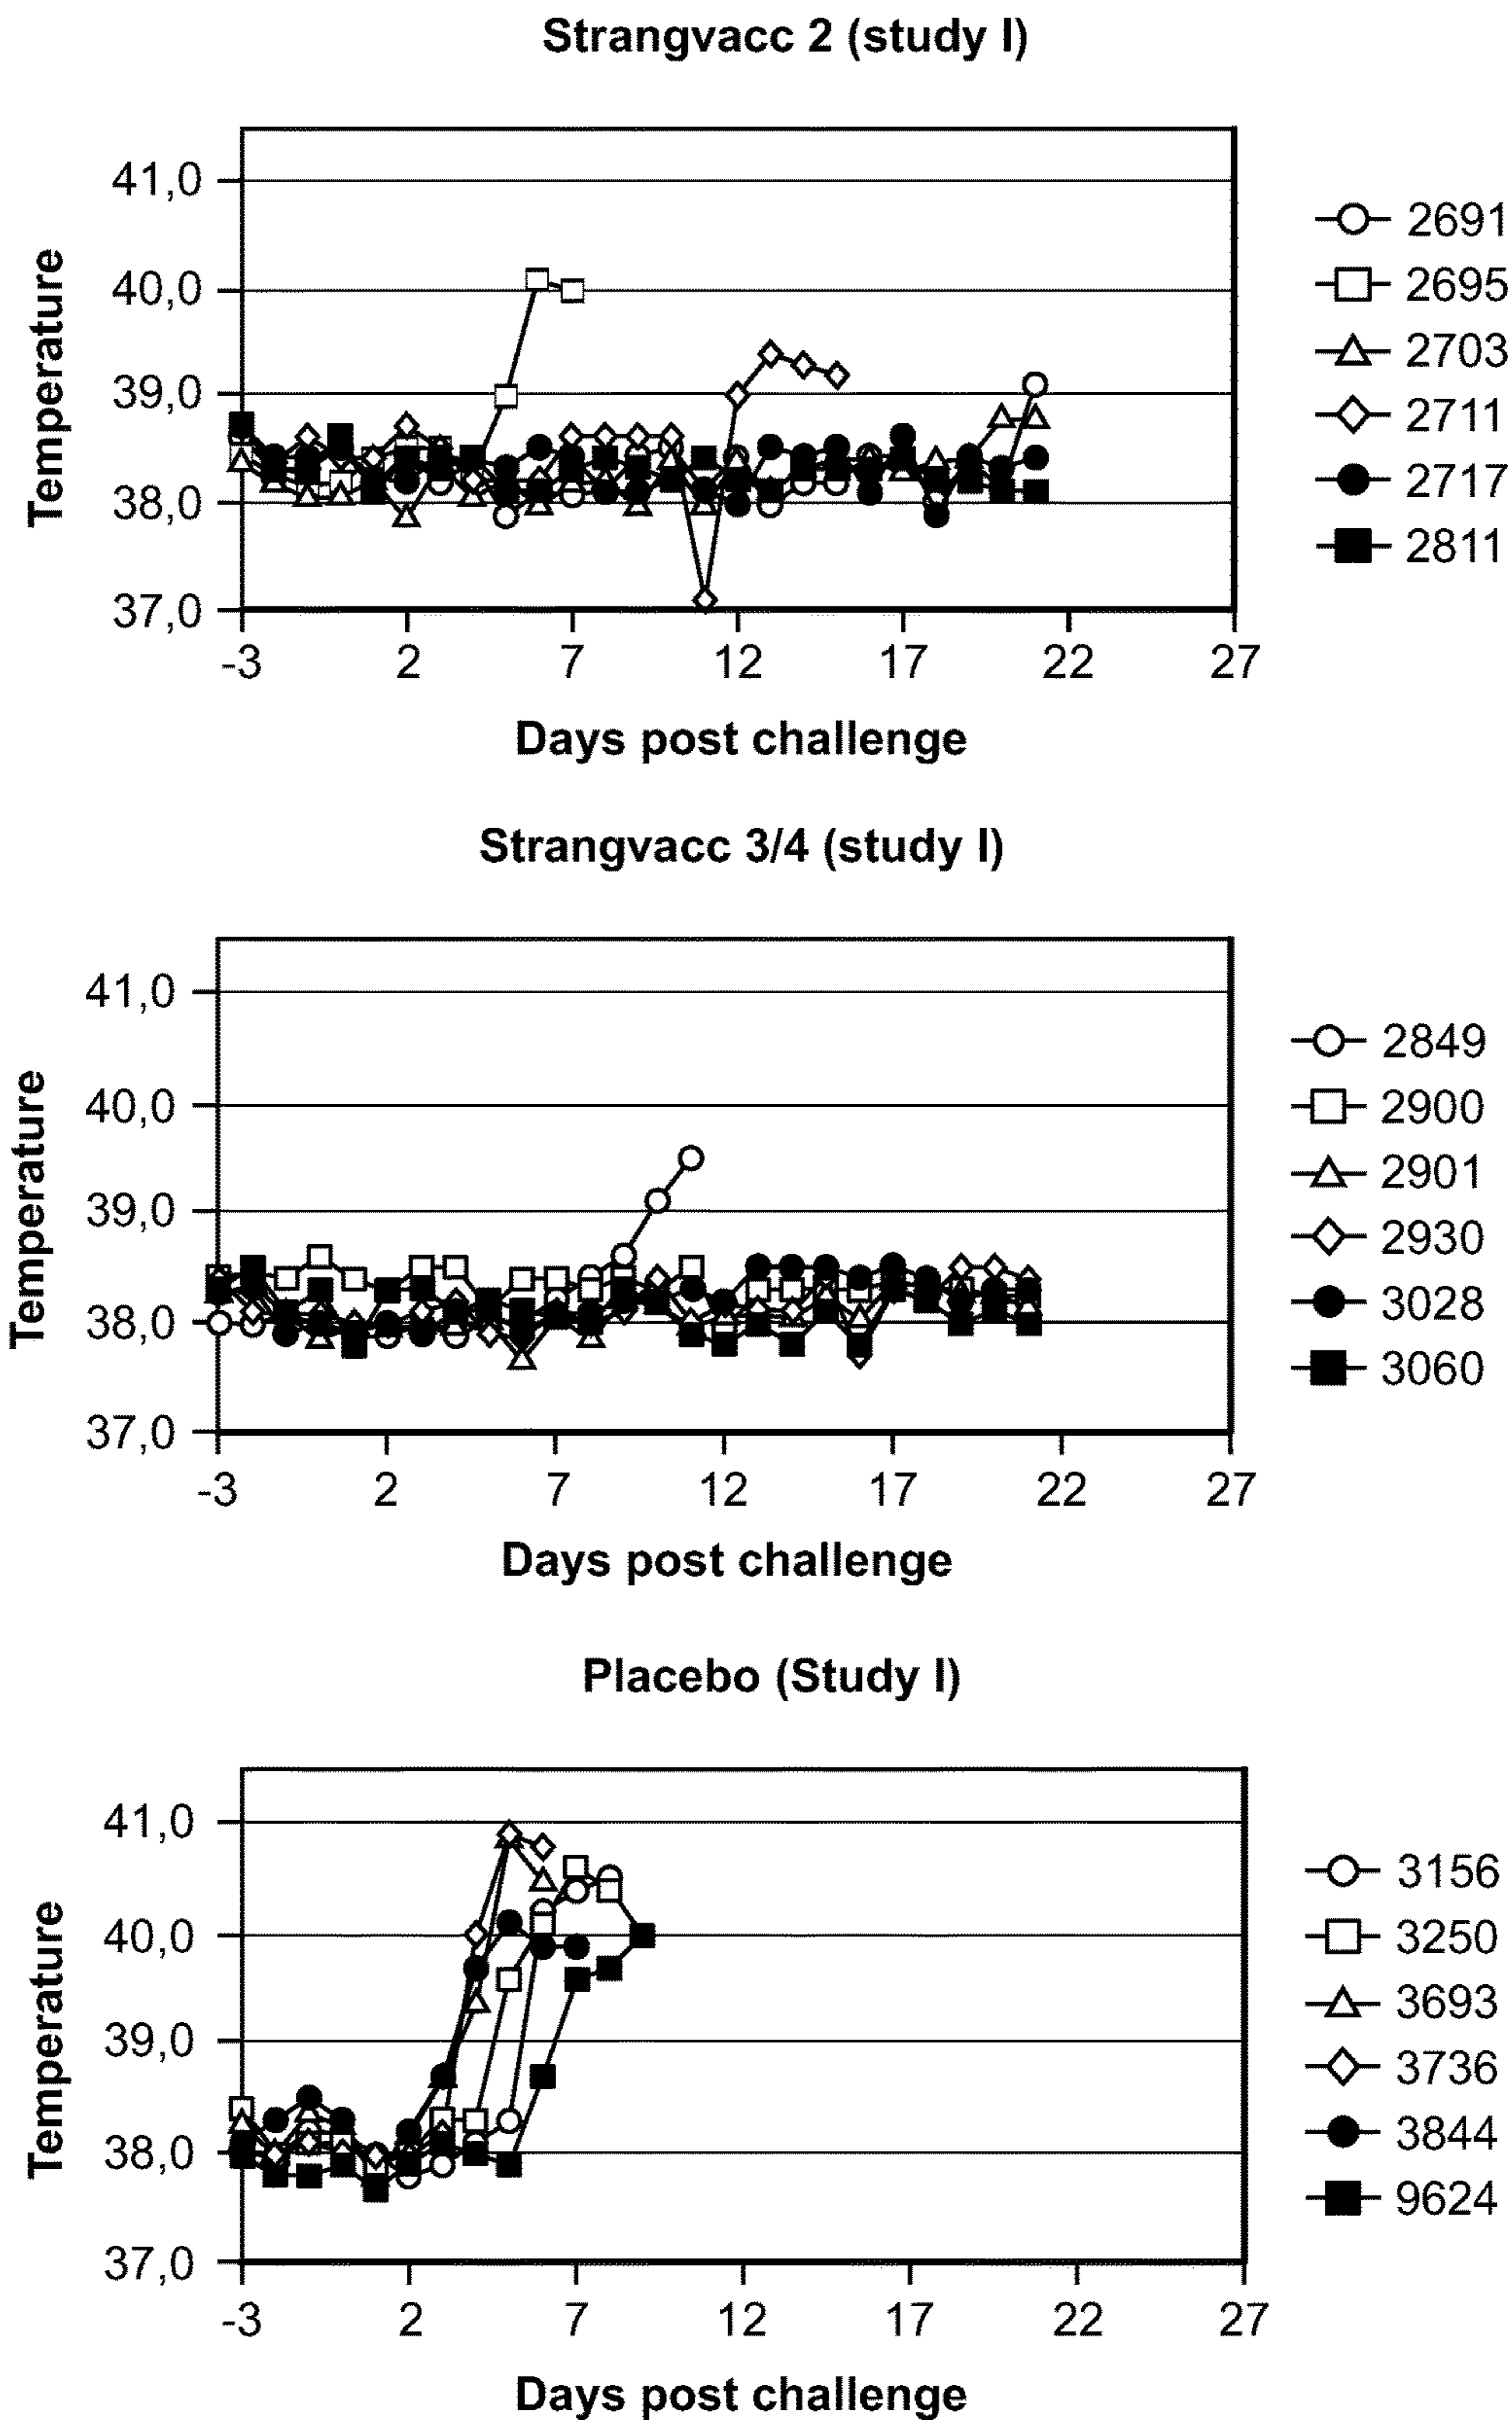 Strangvacc 2 (study I)
Temperature
41,0
40,0
39,0
38,0
37,0
-3 2 7 12 17 22 27
Days post challenge
2691
2695
2703
2711
2717
2811
Strangvacc 3/4 (study I)
Temperature
41,0
40,0
39,0
38,0
37,0
-3 2 7 12 17 22 27
Days post challenge
2849
2900
2901
2930
3028
3060
Placebo (Study I)
Temperature
41,0
40,0
39,0
38,0
37,0
-3 2 7 12 17 22 27
Days post challenge
3156
3250
3693
3736
3844
9624